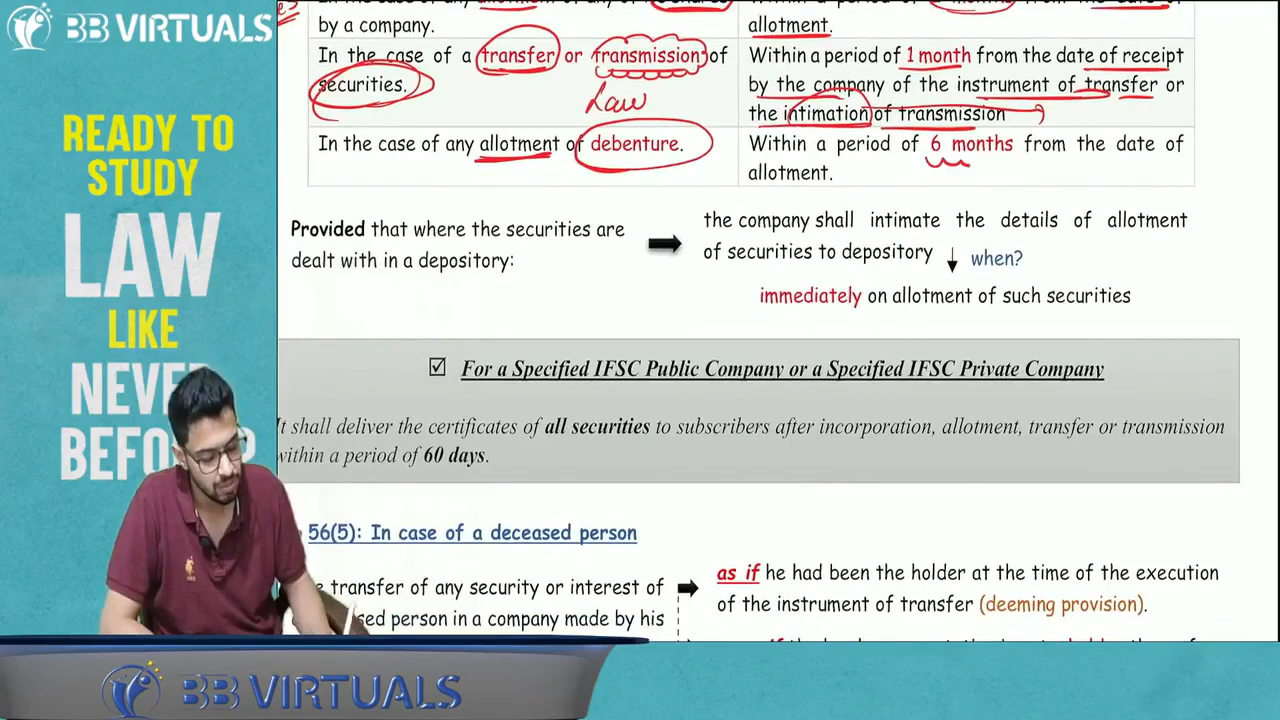 BB VIRTUALS
READY TO
STUDY
LAW
LIKE
NEVER
by a company.
allotment.
In the case of a transfer or transmission of
securities.
Within a period of 1 month from the date of receipt
by the company of the instrument of transfer or
the intimation of transmission
Law
In the case of any allotment of debenture.
Within a period of 6 months from the date of
allotment.
Provided that where the securities are
dealt with in a depository:
the company shall intimate the details of allotment
of securities to depository
when?
immediately on allotment of such securities
☑ For a Specified IFSC Public Company or a Specified IFSC Private Company
It shall deliver the certificates of all securities to subscribers after incorporation, allotment, transfer or transmission
within a period of 60 days.
56(5): In case of a deceased person
transfer of any security or interest of
person in a company made by his
as if he had been the holder at the time of the execution
of the instrument of transfer (deeming provision).
BB VIRTUALS